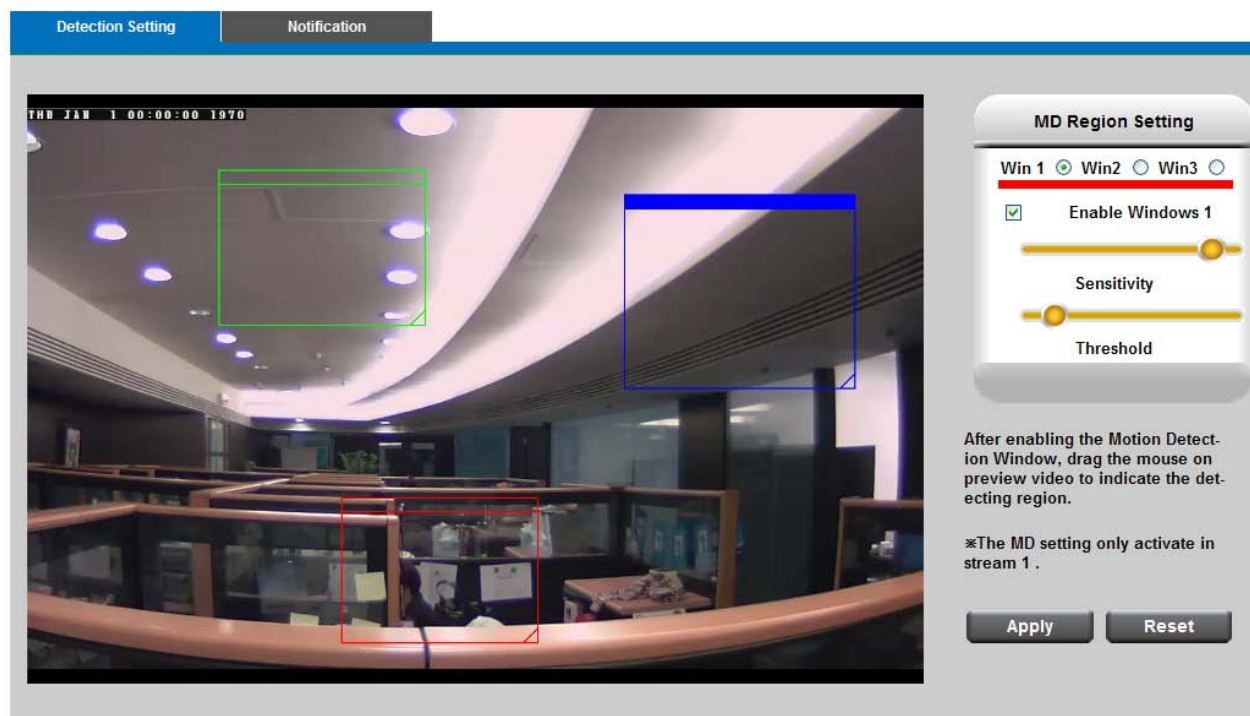 Detection Setting Notification
THU JAN 1 00:00:00 1970
MD Region Setting
Win 1 Win2 Win3
Enable Windows 1
Sensitivity
Threshold
After enabling the Motion Detect-
ion Window, drag the mouse on
preview video to indicate the det-
ecting region.
※The MD setting only activate in
stream 1 .
Apply Reset